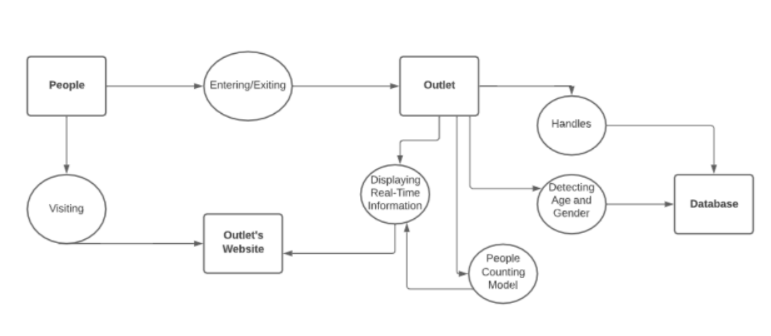 People
Entering/Exiting
Outlet
Handles
Displaying
Real-Time
Information
Detecting
Age and
Gender
Database
Visiting
Outlet's
Website
People
Counting
Model